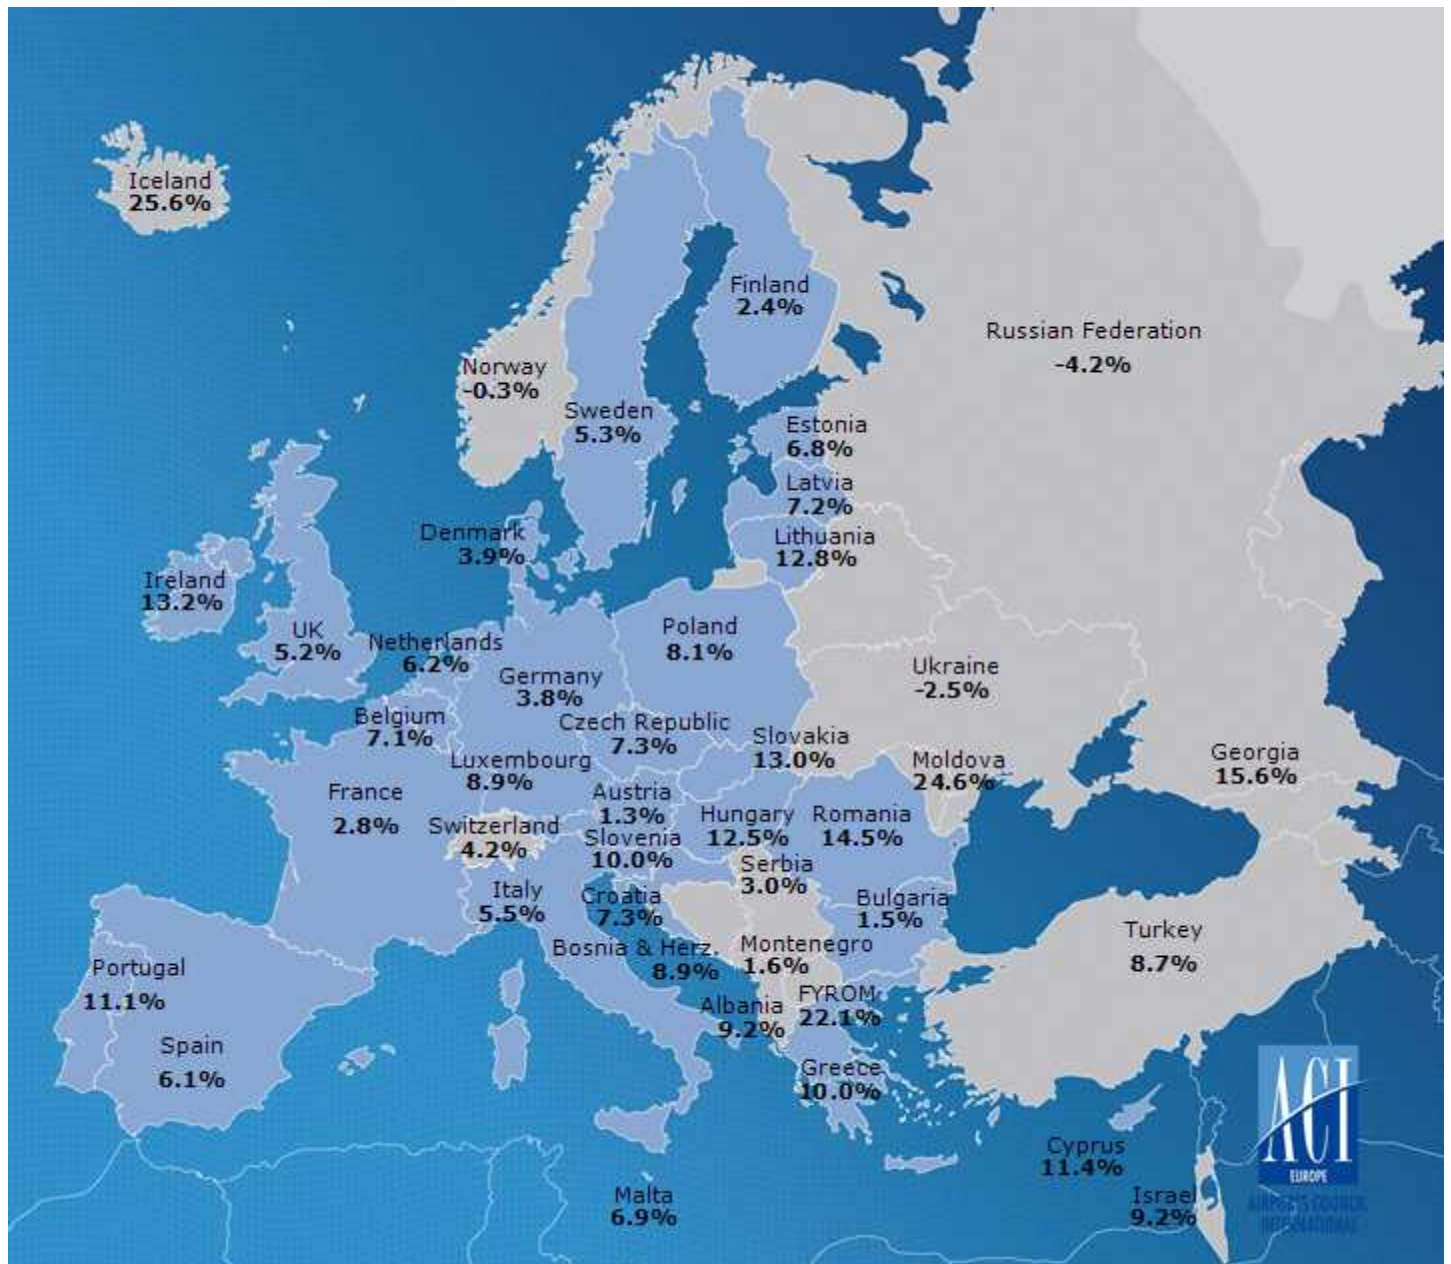 Iceland
25.6%
Finland
2.4%
Russian Federation
-4.2%
Norway
-0.3%
Sweden
5.3%
Estonia
6.8%
Latvia
7.2%
Denmark
3.9%
Lithuania
12.8%
Ireland
13.2%
UK
5.2%
Netherlands
6.2%
Poland
8.1%
Germany
3.8%
Ukraine
-2.5%
Belgium
7.1%
Czech Republic
7.3%
Slovakia
13.0%
Luxembourg
8.9%
Moldova
24.6%
Georgia
15.6%
France
2.8%
Austria
1.3%
Switzerland
4.2%
Slovenia
10.0%
Hungary
12.5%
Romania
14.5%
Serbia
3.0%
Italy
5.5%
Croatia
7.3%
Bulgaria
1.5%
Turkey
8.7%
Bosnia & Herz.
8.9%
Montenegro
1.6%
Portugal
11.1%
Albania
9.2%
FYROM
22.1%
Spain
6.1%
Greece
10.0%
Cyprus
11.4%
Malta
6.9%
Israel
9.2%
ACI
EUROPE
AIRPORTS COUNCIL
INTERNATIONAL